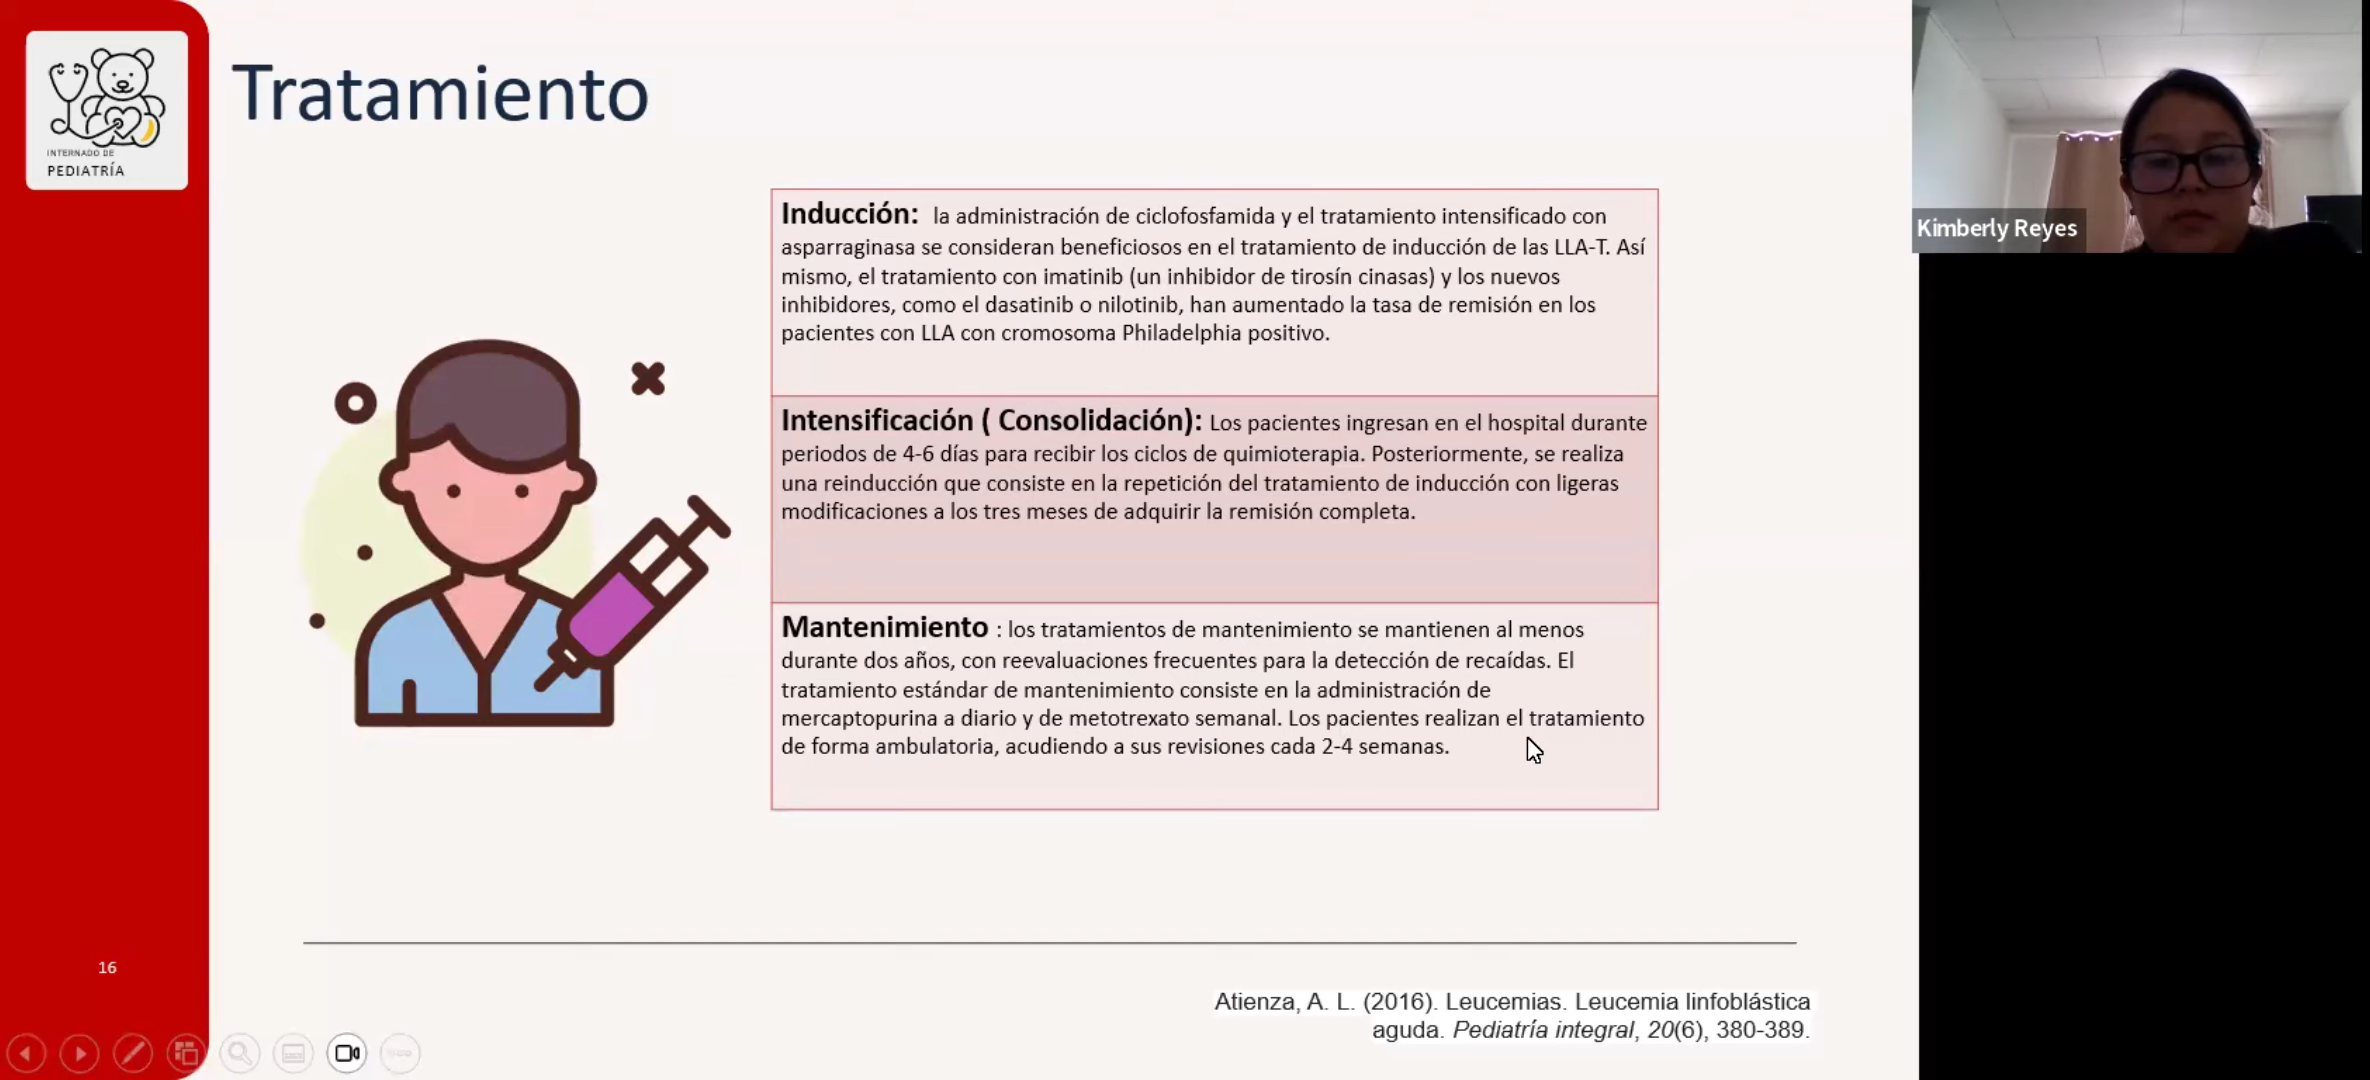 INTERNADO DE
PEDIATRÍA
Tratamiento
Inducción: la administración de ciclofosfamida y el tratamiento intensificado con
asparraginasa se consideran beneficiosos en el tratamiento de inducción de las LLA-T. Así
mismo, el tratamiento con imatinib (un inhibidor de tirosín cinasas) y los nuevos
inhibidores, como el dasatinib o nilotinib, han aumentado la tasa de remisión en los
pacientes con LLA con cromosoma Philadelphia positivo.
Intensificación ( Consolidación): Los pacientes ingresan en el hospital durante
periodos de 4-6 días para recibir los ciclos de quimioterapia. Posteriormente, se realiza
una reinducción que consiste en la repetición del tratamiento de inducción con ligeras
modificaciones a los tres meses de adquirir la remisión completa.
Mantenimiento : los tratamientos de mantenimiento se mantienen al menos
durante dos años, con reevaluaciones frecuentes para la detección de recaídas. El
tratamiento estándar de mantenimiento consiste en la administración de
mercaptopurina a diario y de metotrexato semanal. Los pacientes realizan el tratamiento
de forma ambulatoria, acudiendo a sus revisiones cada 2-4 semanas.
Kimberly Reyes
16
Atienza, A. L. (2016). Leucemias. Leucemia linfoblástica
aguda. Pediatría integral, 20(6), 380-389.